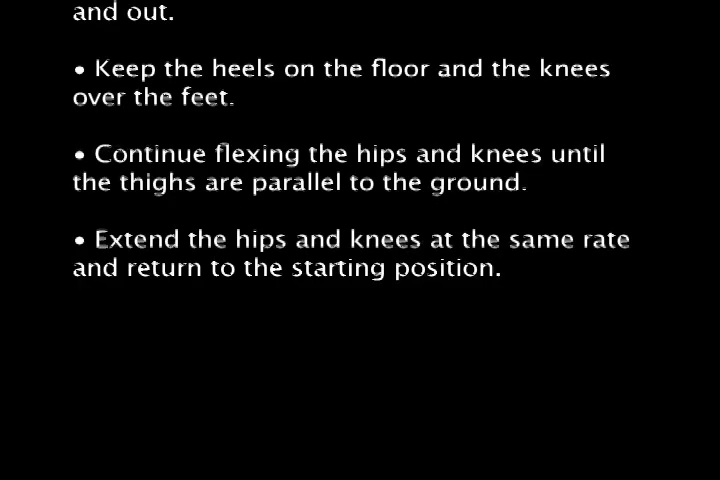 and out.
• Keep the heels on the floor and the knees
over the feet.
• Continue flexing the hips and knees until
the thighs are parallel to the ground.
• Extend the hips and knees at the same rate
and return to the starting position.